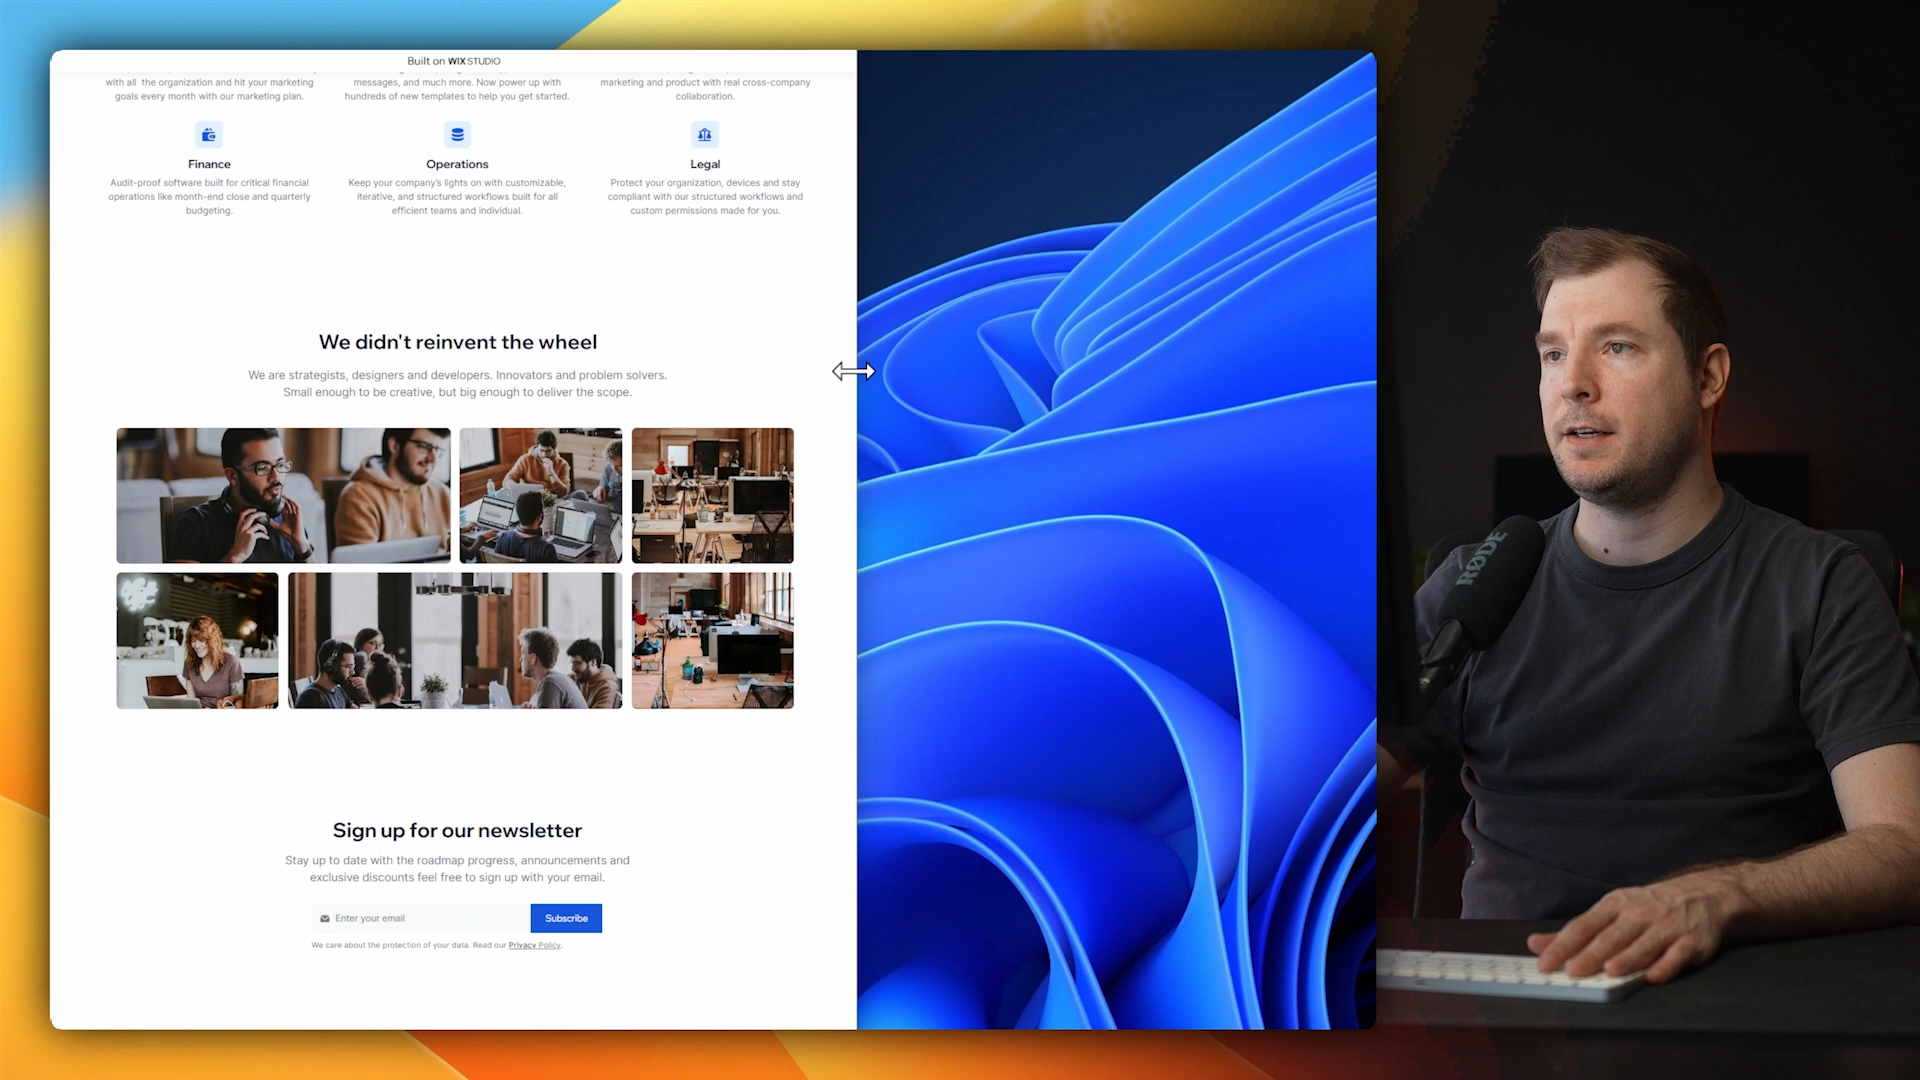 Built on WIX STUDIO
with all the organization and hit your marketing
goals every month with our marketing plan.
messages, and much more. Now power up with
hundreds of new templates to help you get started.
marketing and product with real cross-company
collaboration.
Finance
Audit-proof software built for critical financial
operations like month-end close and quarterly
budgeting.
Operations
Keep your company's lights on with customizable,
iterative, and structured workflows built for all
efficient teams and individual.
Legal
Protect your organization, devices and stay
compliant with our structured workflows and
custom permissions made for you.
We didn't reinvent the wheel
We are strategists, designers and developers. Innovators and problem solvers.
Small enough to be creative, but big enough to deliver the scope.
Sign up for our newsletter
Stay up to date with the roadmap progress, announcements and
exclusive discounts feel free to sign up with your email.
Enter your email
Subscribe
We care about the protection of your data. Read our Privacy Policy.
RØDE